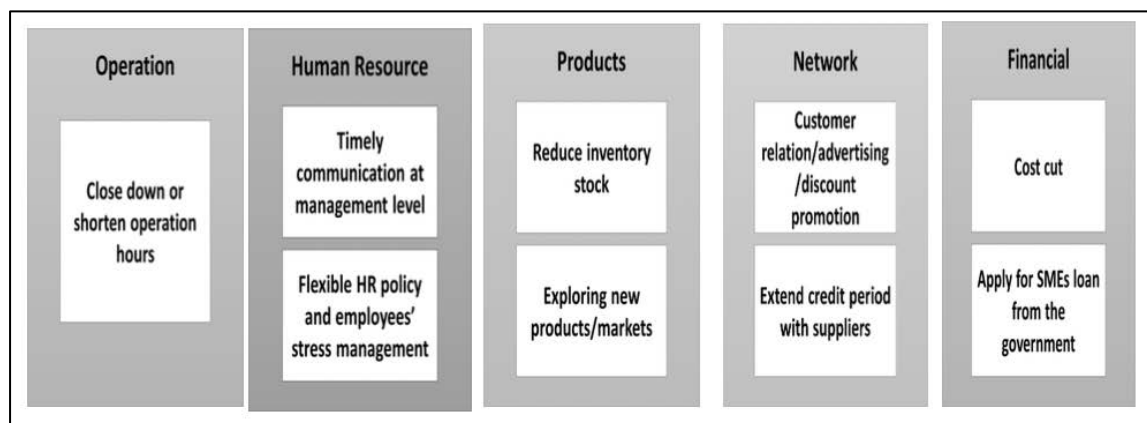 Operation
Close down or
shorten operation
hours
Human Resource
Timely
communication at
management level
Flexible HR policy
and employees'
stress management
Products
Reduce inventory
stock
Exploring new
products/markets
Network
Customer
relation/advertising
/discount
promotion
Extend credit period
with suppliers
Financial
Cost cut
Apply for SMEs loan
from the
government